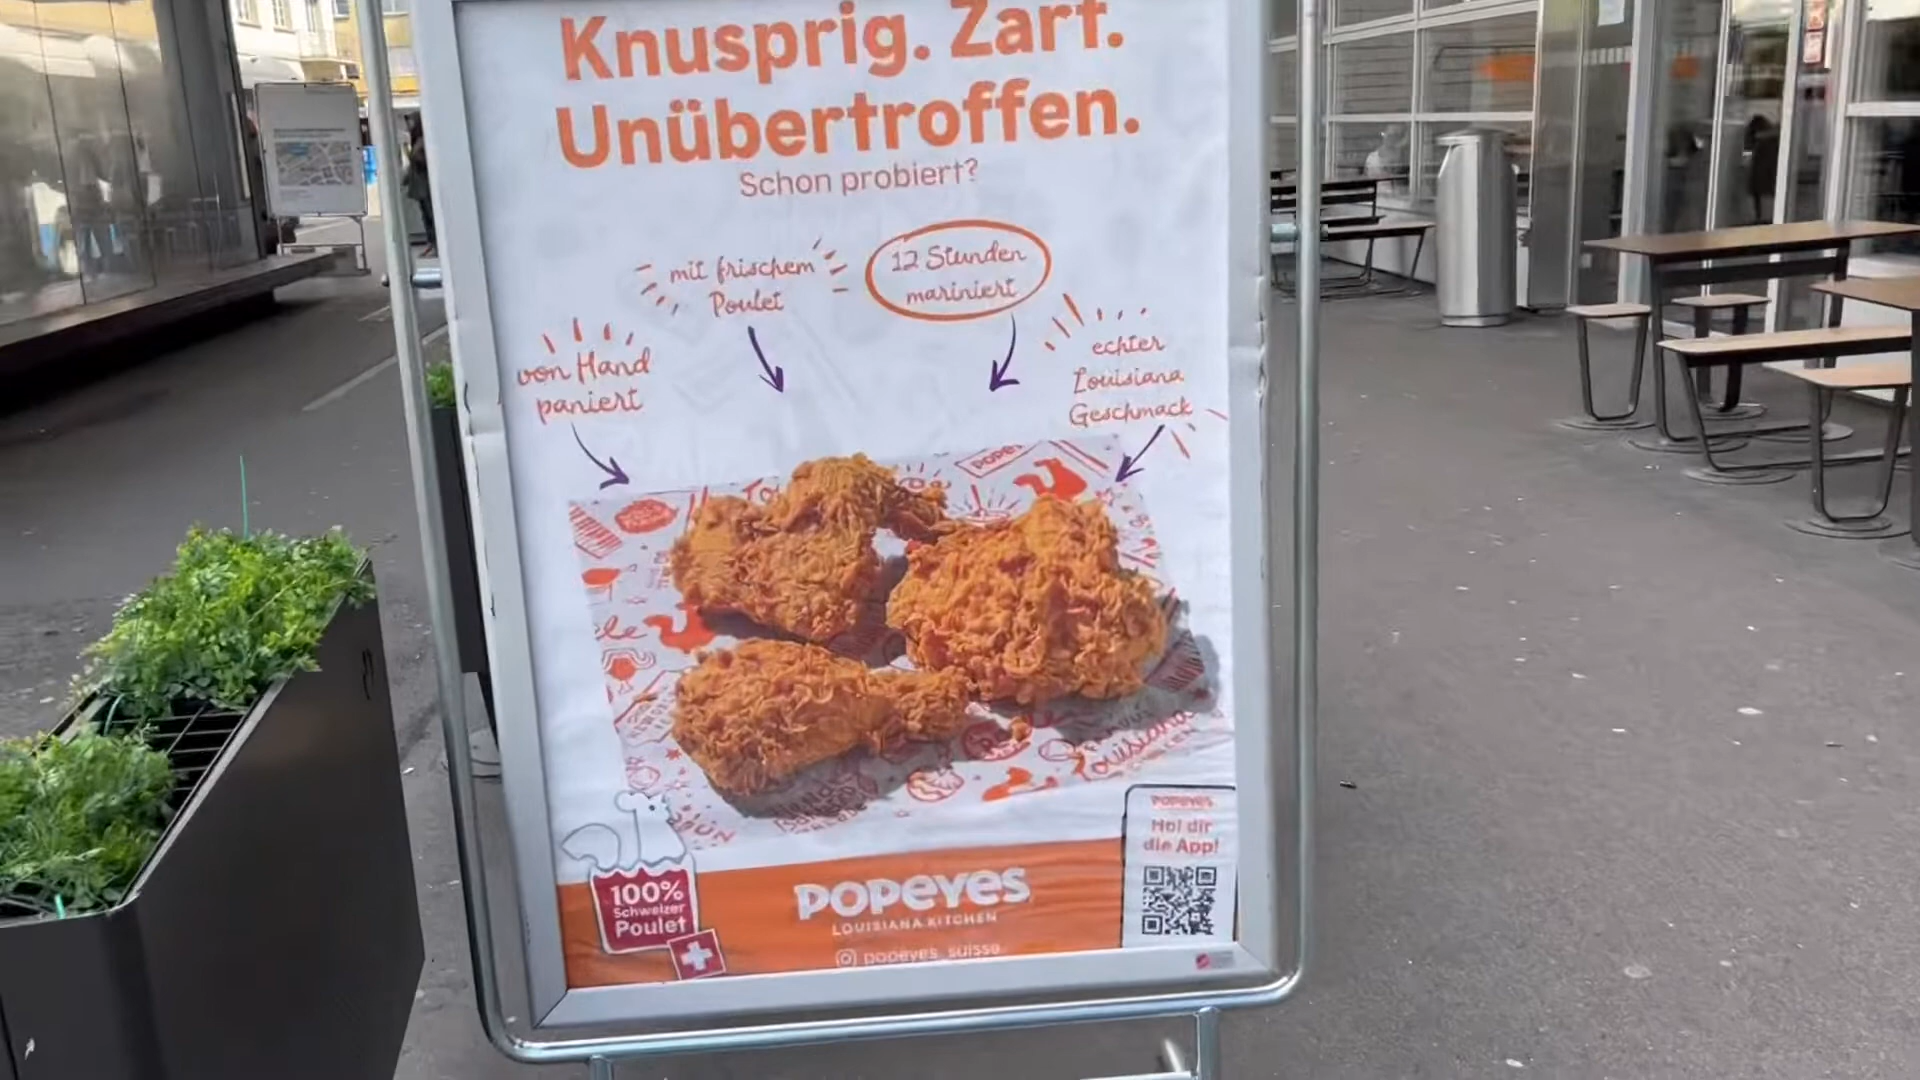 Knusprig. Zart.
Unübertroffen.
Schon probiert?
mit frischem
Poulet
12 Stunden
mariniert
von Hand
paniert
echter
Louisiana
Geschmack
100%
Schweizer
Poulet
POPEYES
LOUISIANA KITCHEN
popeyes_suisse
POPEYES
Hol dir
die App!